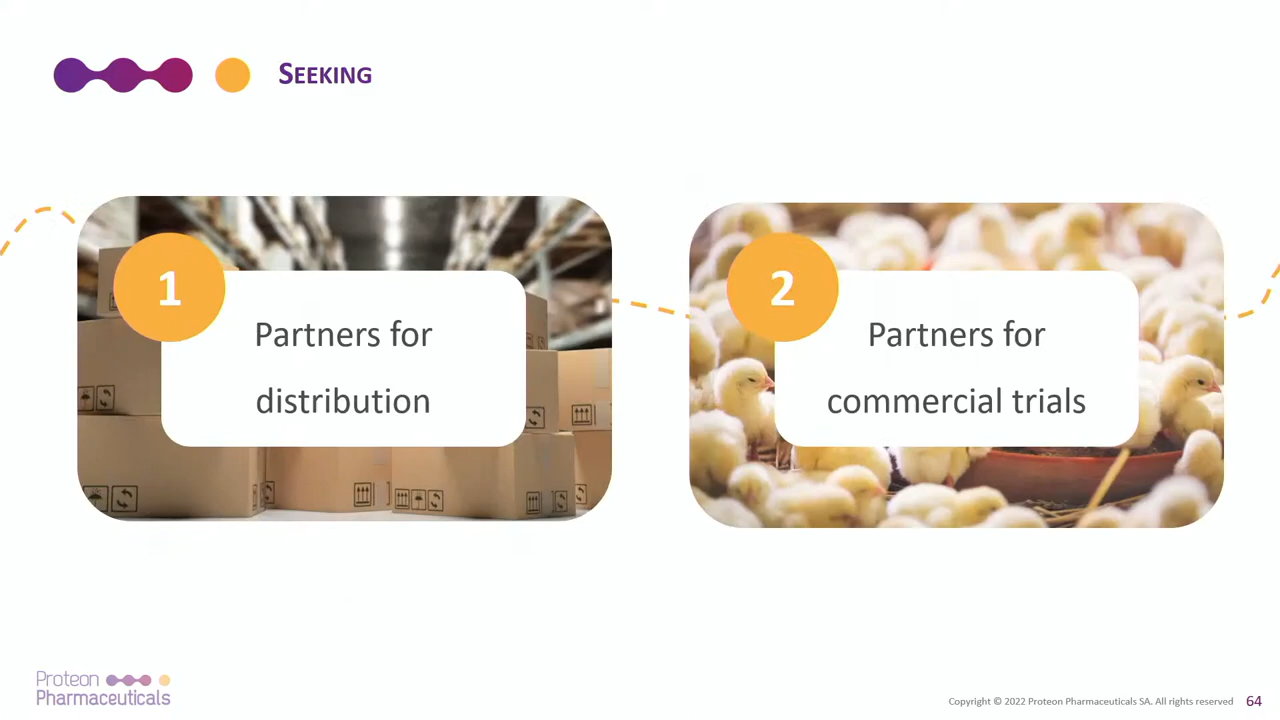 SEEKING
1
Partners for
distribution
2
Partners for
commercial trials
Proteon
Pharmaceuticals
Copyright © 2022 Proteon Pharmaceuticals SA. All rights reserved 64